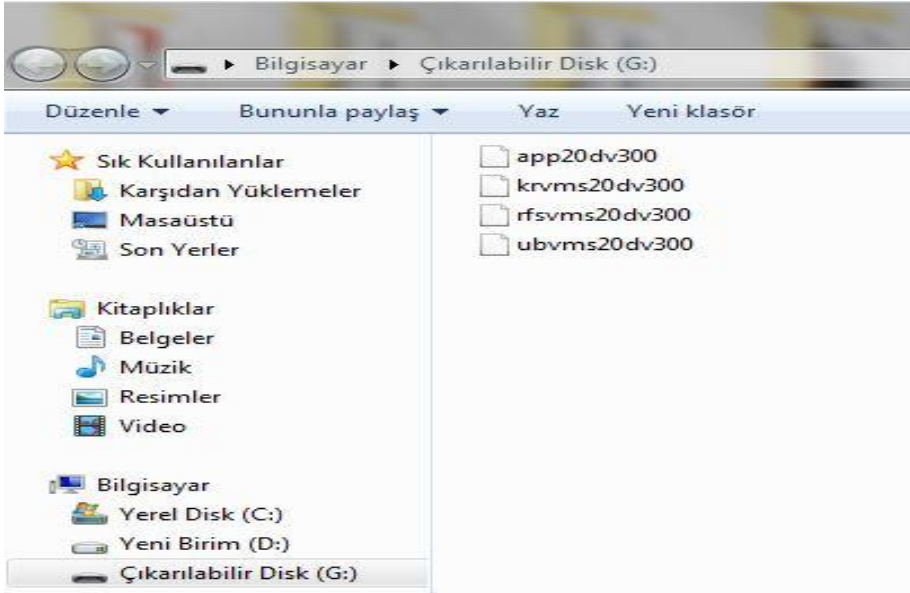 Bilgisayar Çıkarılabilir Disk (G:)
Düzenle Bununla paylaş Yaz Yeni klasör
Sık Kullanılanlar
Karşıdan Yüklemeler
Masaüstü
Son Yerler
Kitaplıklar
Belgeler
Müzik
Resimler
Video
Bilgisayar
Yerel Disk (C:)
Yeni Birim (D:)
Çıkarılabilir Disk (G:)
app20dv300
krvms20dv300
rfsvms20dv300
ubvms20dv300